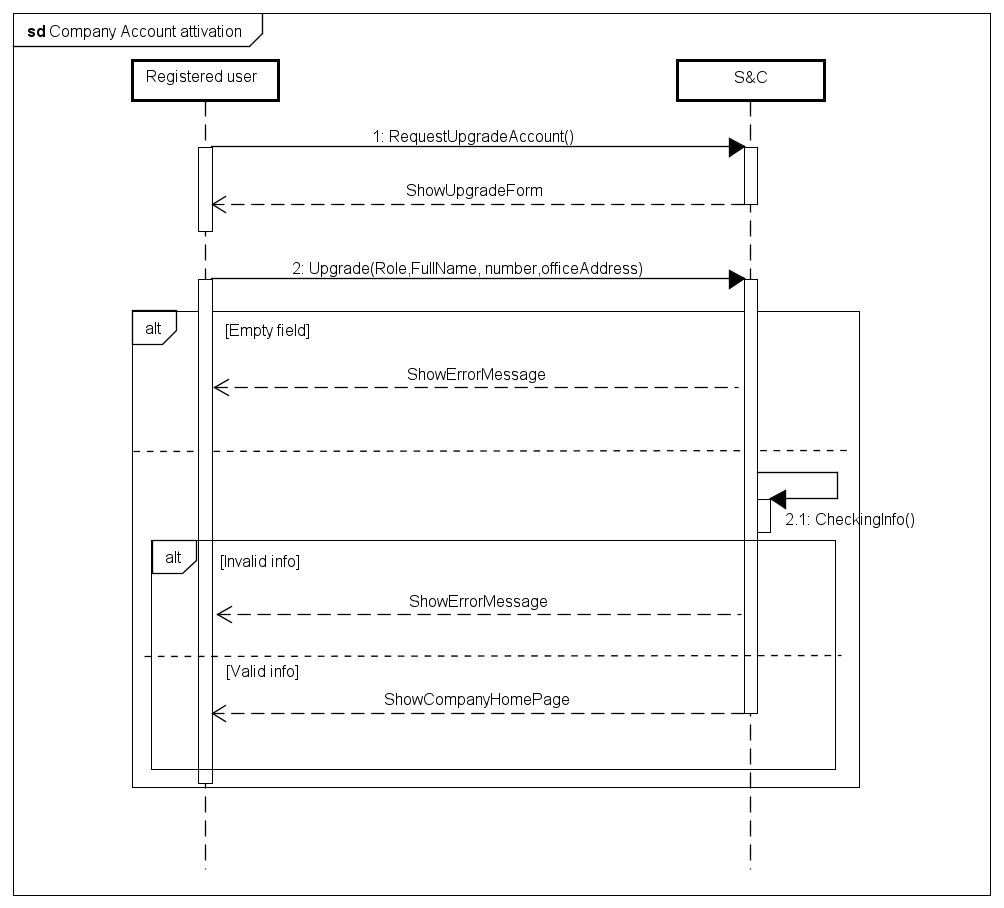 sd Company Account attivation
Registered user
S&C
1: RequestUpgradeAccount()
ShowUpgradeForm
2: Upgrade(Role,FullName, number,officeAddress)
alt
[Empty field]
ShowErrorMessage
2.1: CheckingInfo()
alt
[Invalid info]
ShowErrorMessage
[Valid info]
ShowCompanyHomePage